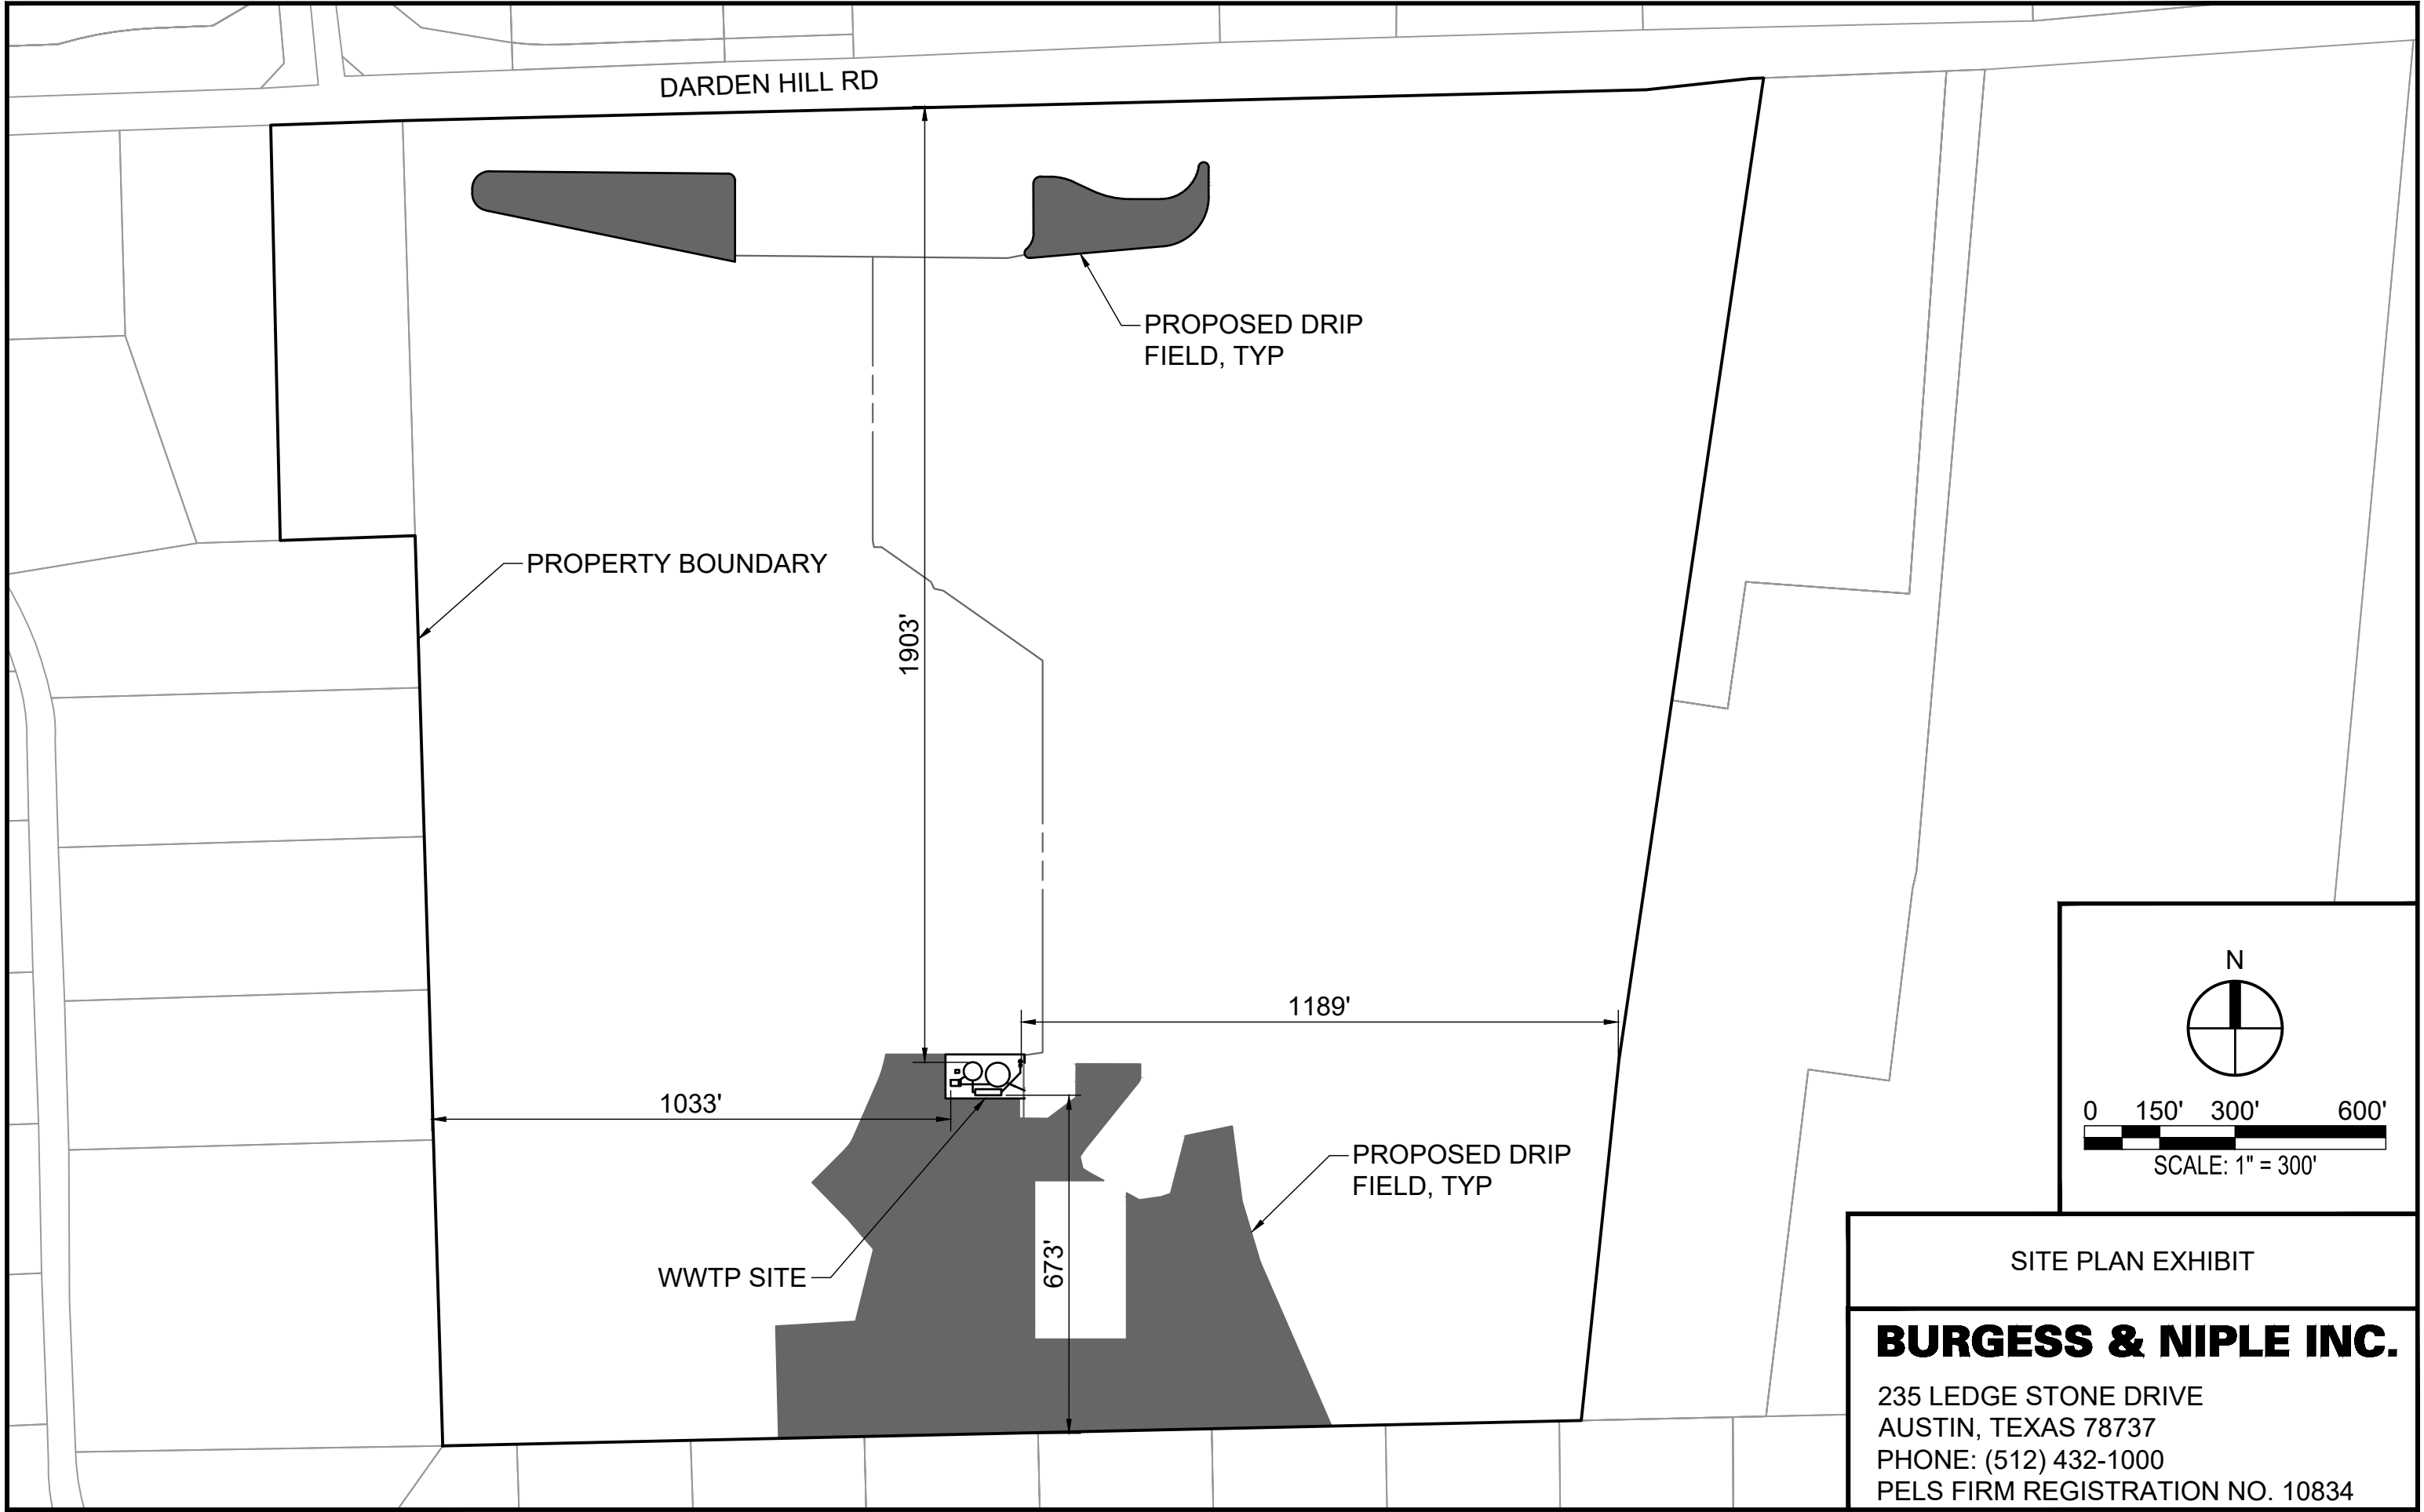 DARDEN HILL RD
PROPOSED DRIP
FIELD, TYP
PROPERTY BOUNDARY
1903'
1189'
1033'
PROPOSED DRIP
FIELD, TYP
673'
WWTP SITE
N
0 150' 300' 600'
SCALE: 1" = 300'
SITE PLAN EXHIBIT
BURGESS & NIPLE INC.
235 LEDGE STONE DRIVE
AUSTIN, TEXAS 78737
PHONE: (512) 432-1000
PELS FIRM REGISTRATION NO. 10834